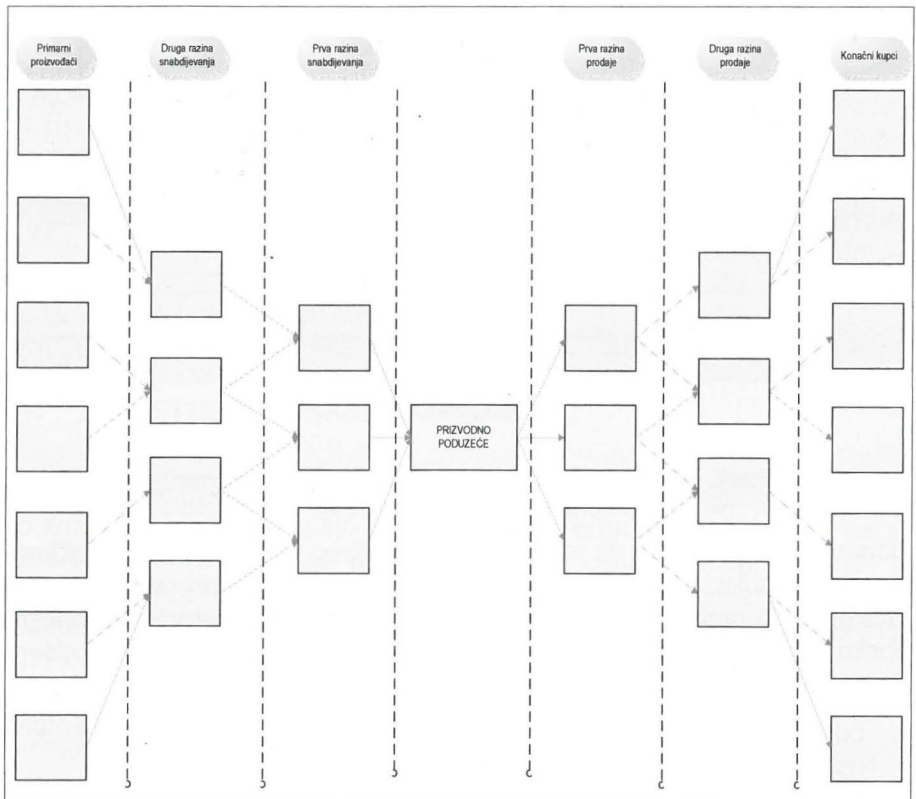 Primarni
proizvođači
Druga razina
snabdijevanja
Prva razina
snabdijevanja
Prva razina
prodaje
Druga razina
prodaje
Konačni kupci
PRIZVODNO
PODUZEĆE